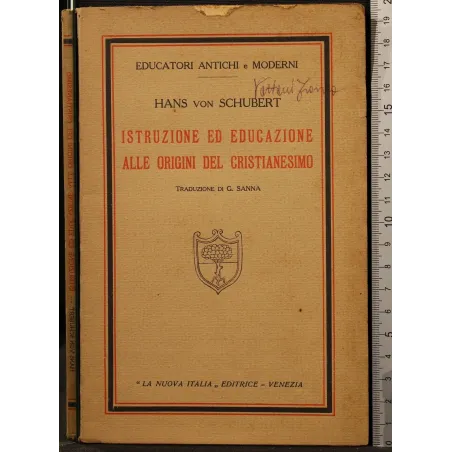 EDUCATORI ANTICHI e MODERNI
HANS VON SCHUBERT
ISTRUZIONE ED EDUCAZIONE
ALLE ORIGINI DEL CRISTIANESIMO
TRADUZIONE DI G. SANNA
"LA NUOVA ITALIA„ EDITRICE - VENEZIA